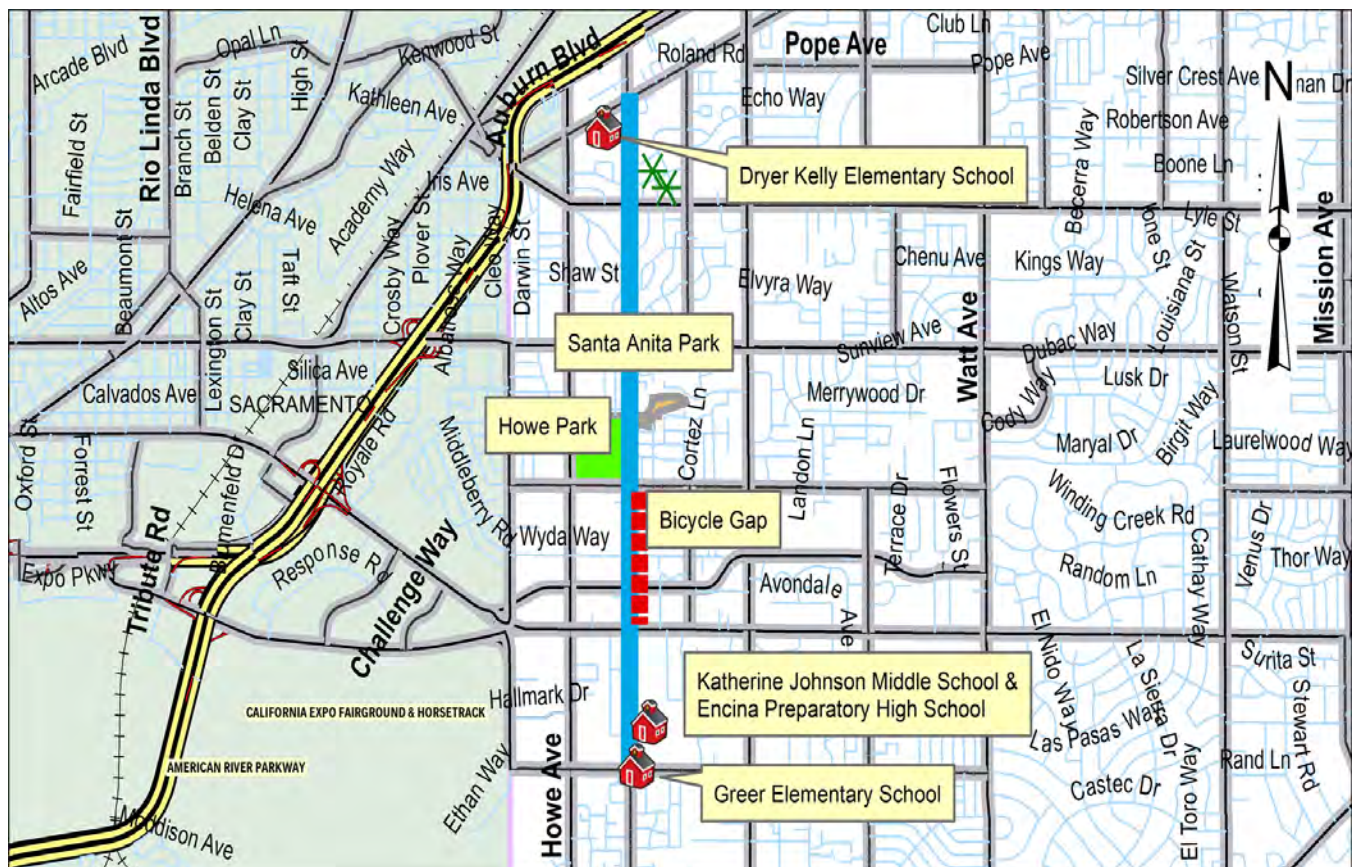 Club Ln
Opal Ln
Kenwood St
Roland Rd
Pope Ave
Pope Ave
Arcade Blvd
Rio Linda Blvd
High St
Auburn Blvd
Silver Crest Ave
N
nan Dr
Belden St
Clay St
Kathleen Ave
Echo Way
Robertson Ave
Fairfield St
Branch St
Boone Ln
Dryer Kelly Elementary School
Academy Way
Iris Ave
Becerra Way
Helena Ave
Plover St
Lyle St
Ione St
Mission Ave
Beaumont St
Crosby Way
Cleo Way
Darwin St
Chenu Ave
Kings Way
Louisiana St
Altos Ave
Taft St
Shaw St
Elvyra Way
Watson St
Clay St
Albatross Way
Lexington St
Santa Anita Park
Sunview Ave
Watt Ave
Dubac Way
Silica Ave
Lusk Dr
Calvados Ave
Merrywood Dr
SACRAMENTO
Royale Rd
Cody Way
Howe Park
Cortez Ln
Birgit Way
Middleberry Rd
Landon Ln
Maryal Dr
Laurelwood Way
Oxford St
Forrest St
Blumenfeld D
Flowers St
Winding Creek Rd
Bicycle Gap
Terrace Dr
Wyda Way
Tribute Rd
Cathay Way
Venus Dr
Thor Way
Expo Pkwy
Response Rd
Challenge Way
Avondale
Ave
Random Ln
El Nido Way
La Sierra Dr
Surita St
Katherine Johnson Middle School &
Encina Preparatory High School
Hallmark Dr
CALIFORNIA EXPO FAIRGROUND & HORSETRACK
Las Pasas Way
Stewart Rd
AMERICAN RIVER PARKWAY
Ethan Way
Howe Ave
Rand Ln
Greer Elementary School
Castec Dr
El Toro Way
Moddison Ave